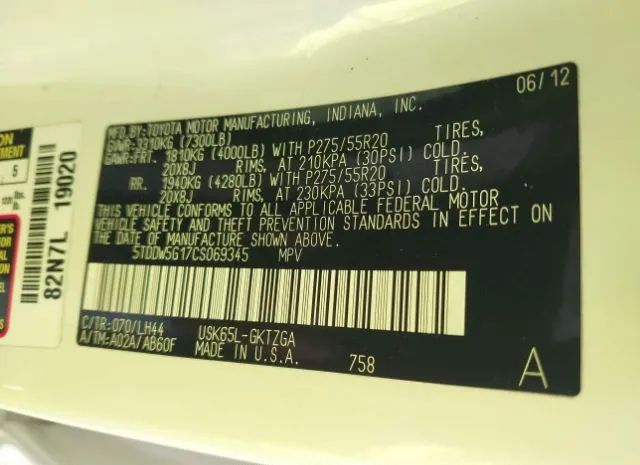 06/12
MFD. BY:TOYOTA MOTOR MANUFACTURING, INDIANA, INC.
GVWR: 3310KG (7300LB)
GAWR:FRT. 1810KG (4000LB) WITH P275/55R20 TIRES,
20X8J RIMS, AT 210KPA (30PSI) COLD.
RR. 1940KG (4280LB) WITH P275/55R20 TIRES,
20X8J RIMS, AT 230KPA (33PSI) COLD.
THIS VEHICLE CONFORMS TO ALL APPLICABLE FEDERAL MOTOR
VEHICLE SAFETY AND THEFT PREVENTION STANDARDS IN EFFECT ON
THE DATE OF MANUFACTURE SHOWN ABOVE.
5TDDW5G17CS069345 MPV
C/TR:070/LH44 USK65L-GKTZGA
A/TM:A02A/AB60F MADE IN U.S.A. 758
A
82N7L 19020
5